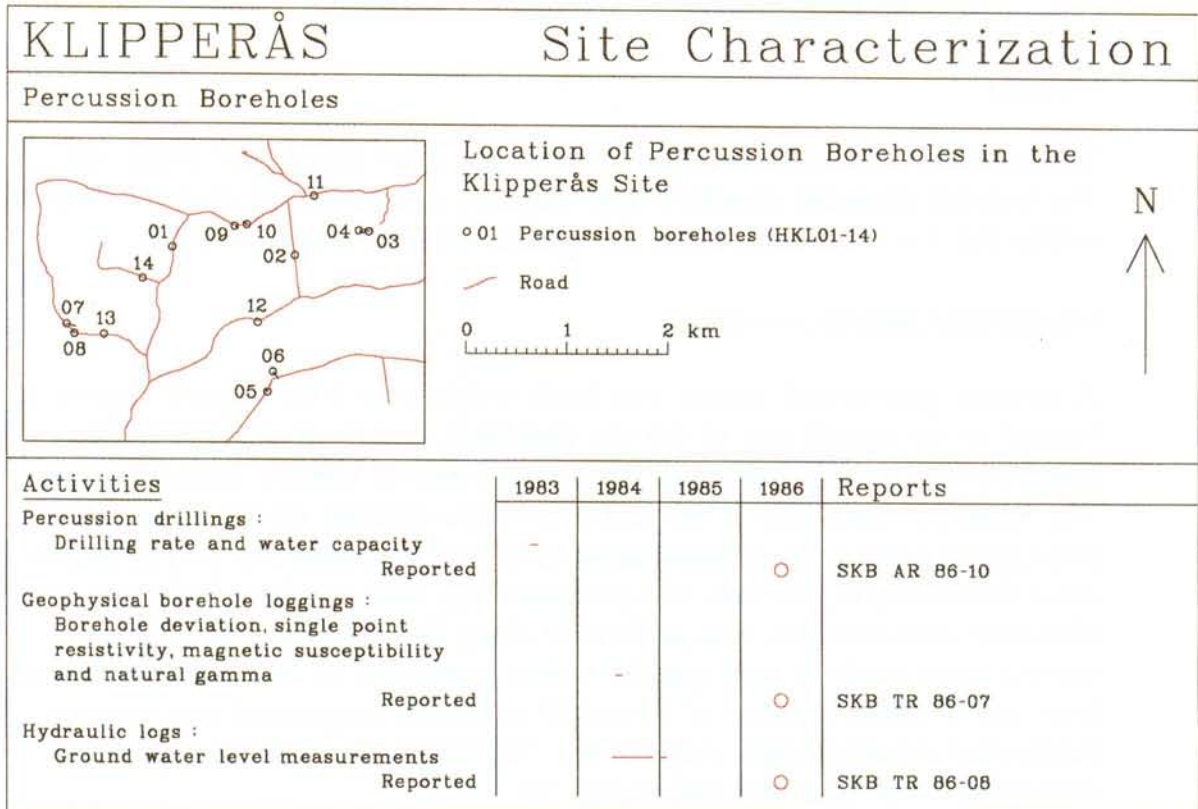 KLIPPERÅS Site Characterization
Percussion Boreholes
Location of Percussion Boreholes in the
Klipperås Site
01 Percussion boreholes (HKL01-14)
Road
0 1 2 km
N
11
01 09 10 04 03
02
14
07 13 12
08
06
05
Activities 1983 1984 1985 1986 Reports
Percussion drillings :
Drilling rate and water capacity
Reported SKB AR 86-10
Geophysical borehole loggings :
Borehole deviation, single point
resistivity, magnetic susceptibility
and natural gamma
Reported SKB TR 86-07
Hydraulic logs :
Ground water level measurements
Reported SKB TR 86-08